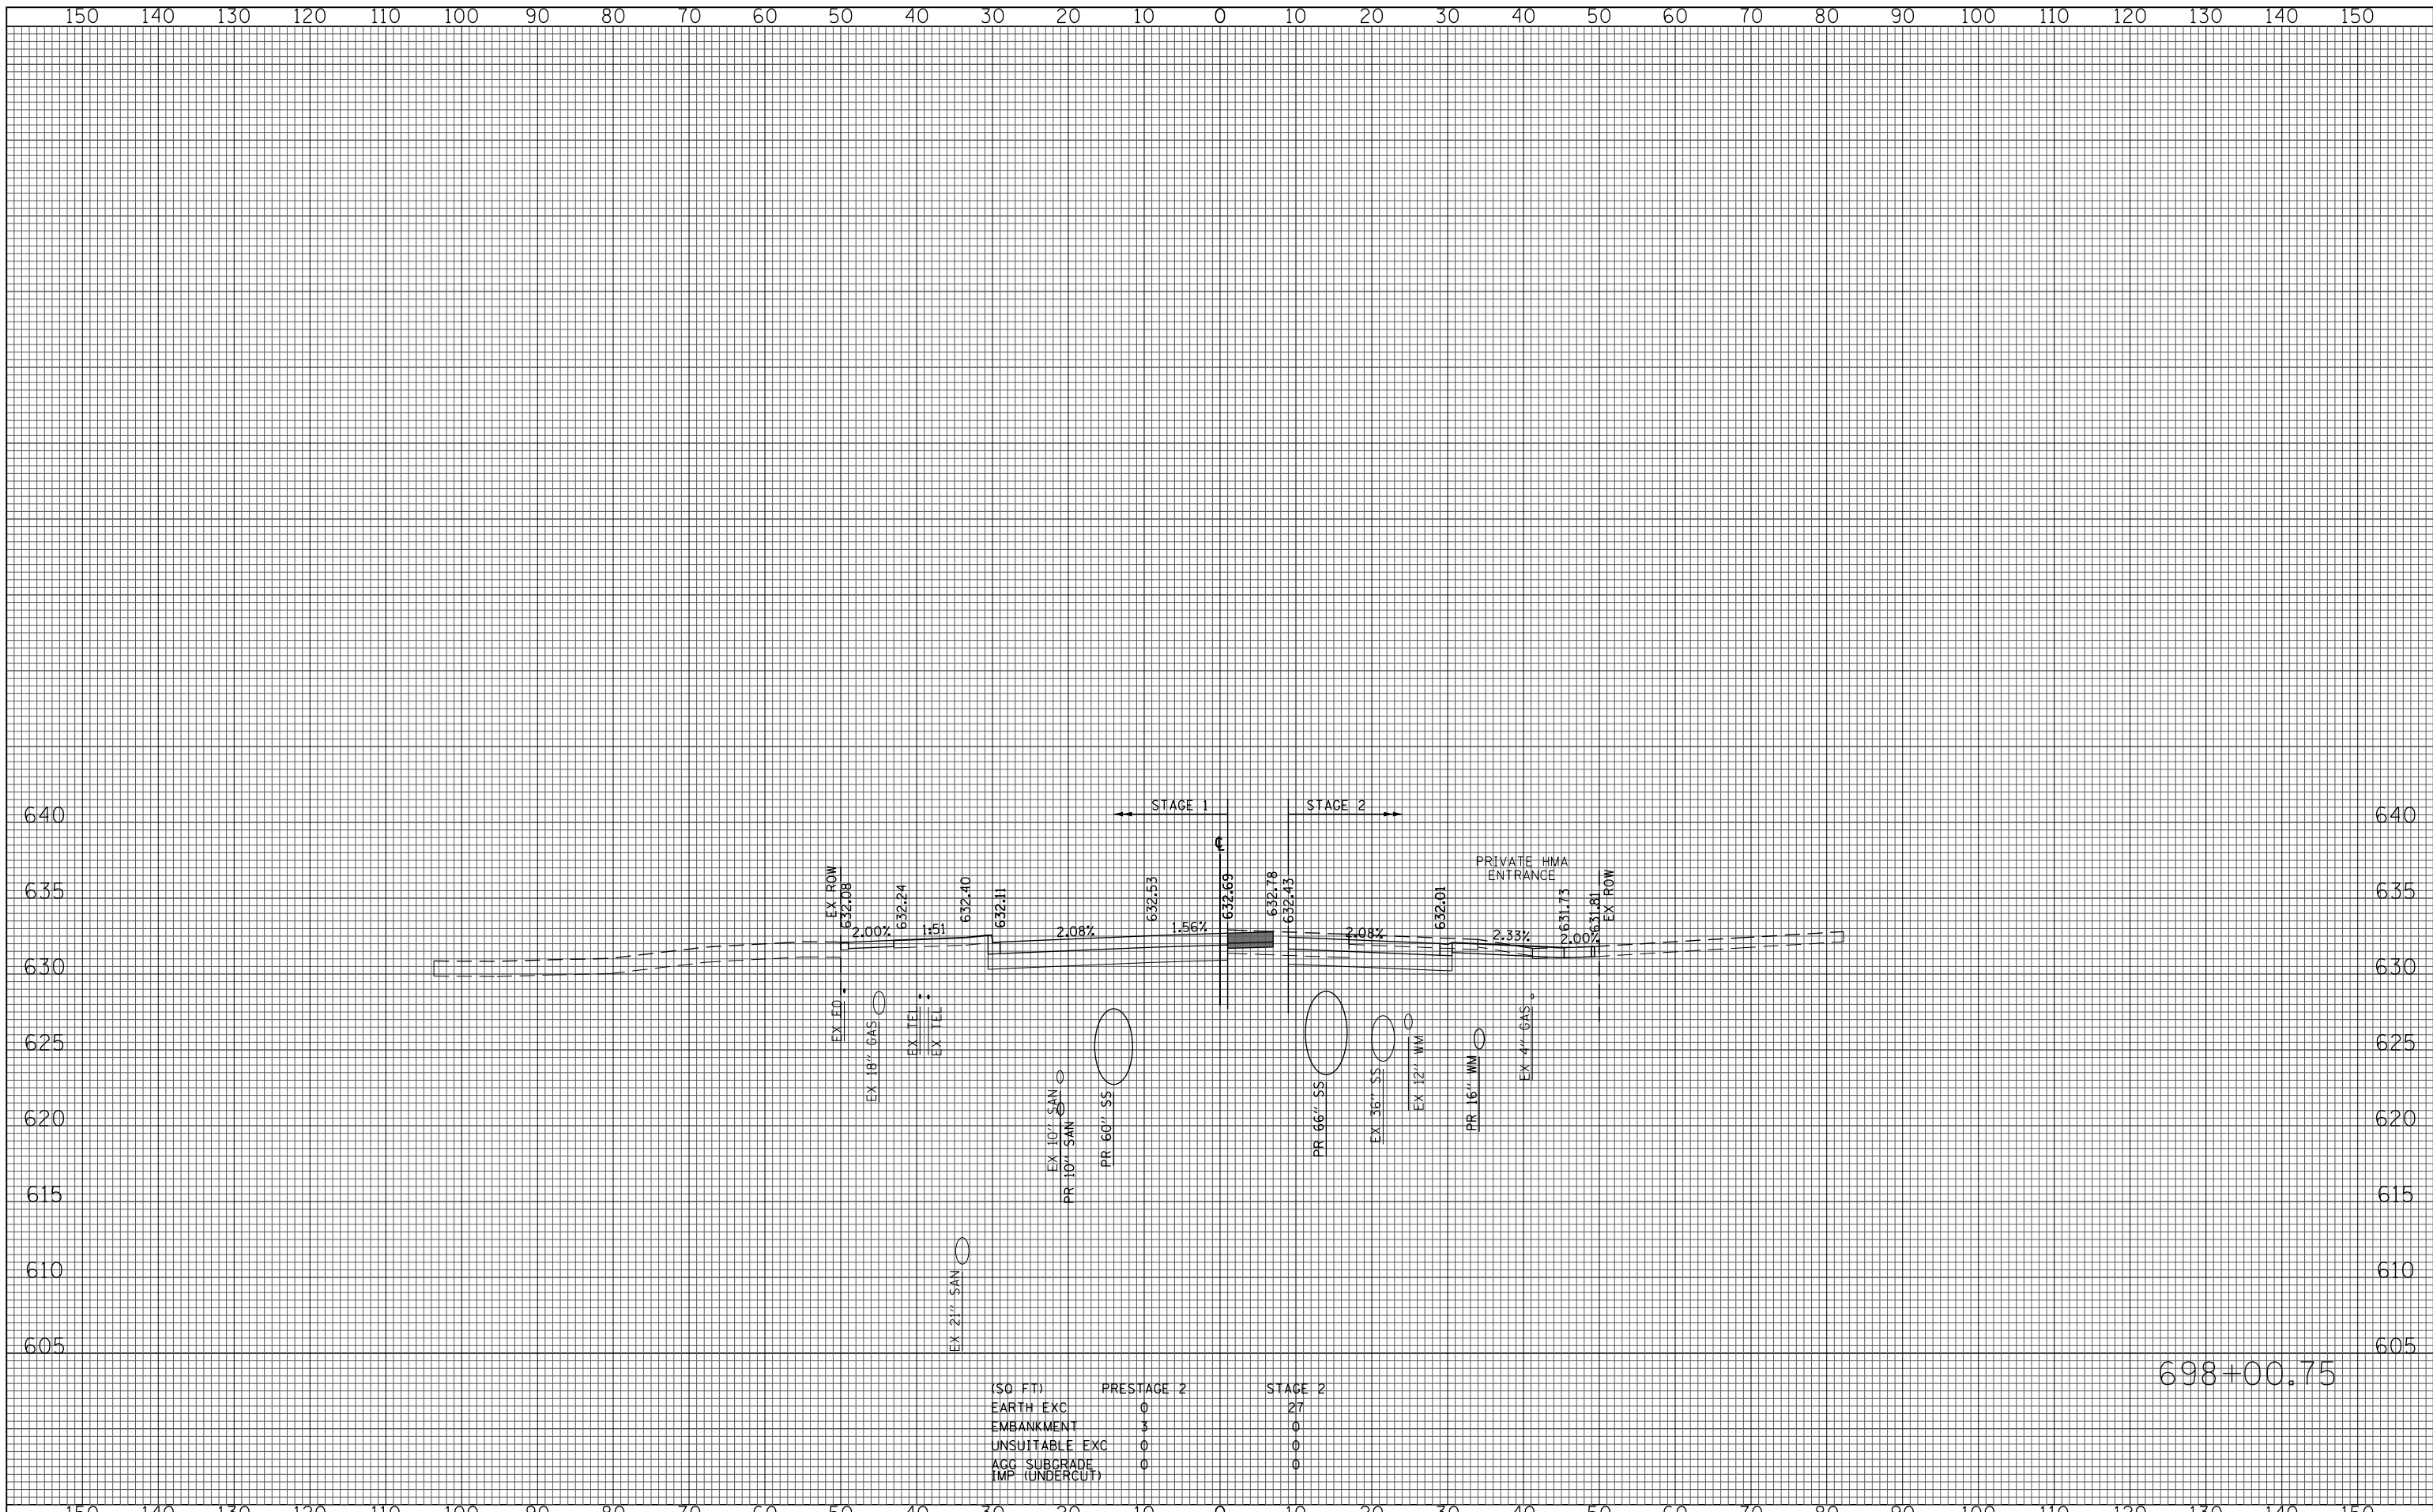 150 140 130 120 110 100 90 80 70 60 50 40 30 20 10 0 10 20 30 40 50 60 70 80 90 100 110 120 130 140 150
640 STAGE 1 STAGE 2 640
℄
PRIVATE HMA
ENTRANCE
635 635
EX ROW
632.08
632.24
632.40
632.11
632.53
632.69
632.78
632.43
632.01
631.73
631.81
EX ROW
2.00% 1:51 2.08% 1.56% 2.08% 2.33% 2.00%
630 630
EX FO
EX 18" GAS
EX TEL
EX TEL
EX 10" SAN
PR 10" SAN
PR 60" SS
PR 66" SS
EX 36" SS
EX 12" WM
PR 16" WM
EX 4" GAS
625 625
620 620
615 615
610 610
EX 21" SAN
605 605
698+00.75
(SQ FT) PRESTAGE 2 STAGE 2
EARTH EXC 0 27
EMBANKMENT 3 0
UNSUITABLE EXC 0 0
AGG SUBGRADE 0 0
IMP (UNDERCUT)
150 140 130 120 110 100 90 80 70 60 50 40 30 20 10 0 10 20 30 40 50 60 70 80 90 100 110 120 130 140 150